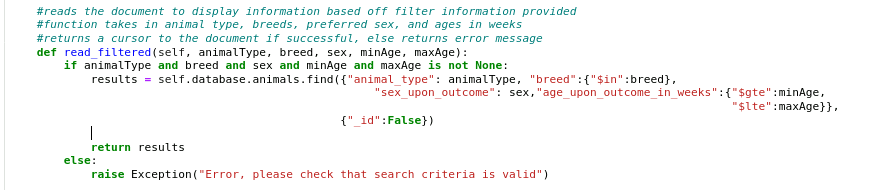 #reads the document to display information based off filter information provided
#function takes in animal type, breeds, preferred sex, and ages in weeks
#returns a cursor to the document if successful, else returns error message
def read_filtered(self, animalType, breed, sex, minAge, maxAge):
if animalType and breed and sex and minAge and maxAge is not None:
results = self.database.animals.find({"animal_type": animalType, "breed":{"$in":breed},
"sex_upon_outcome": sex,"age_upon_outcome_in_weeks":{"$gte":minAge,
"$lte":maxAge}},
{"_id":False})
return results
else:
raise Exception("Error, please check that search criteria is valid")